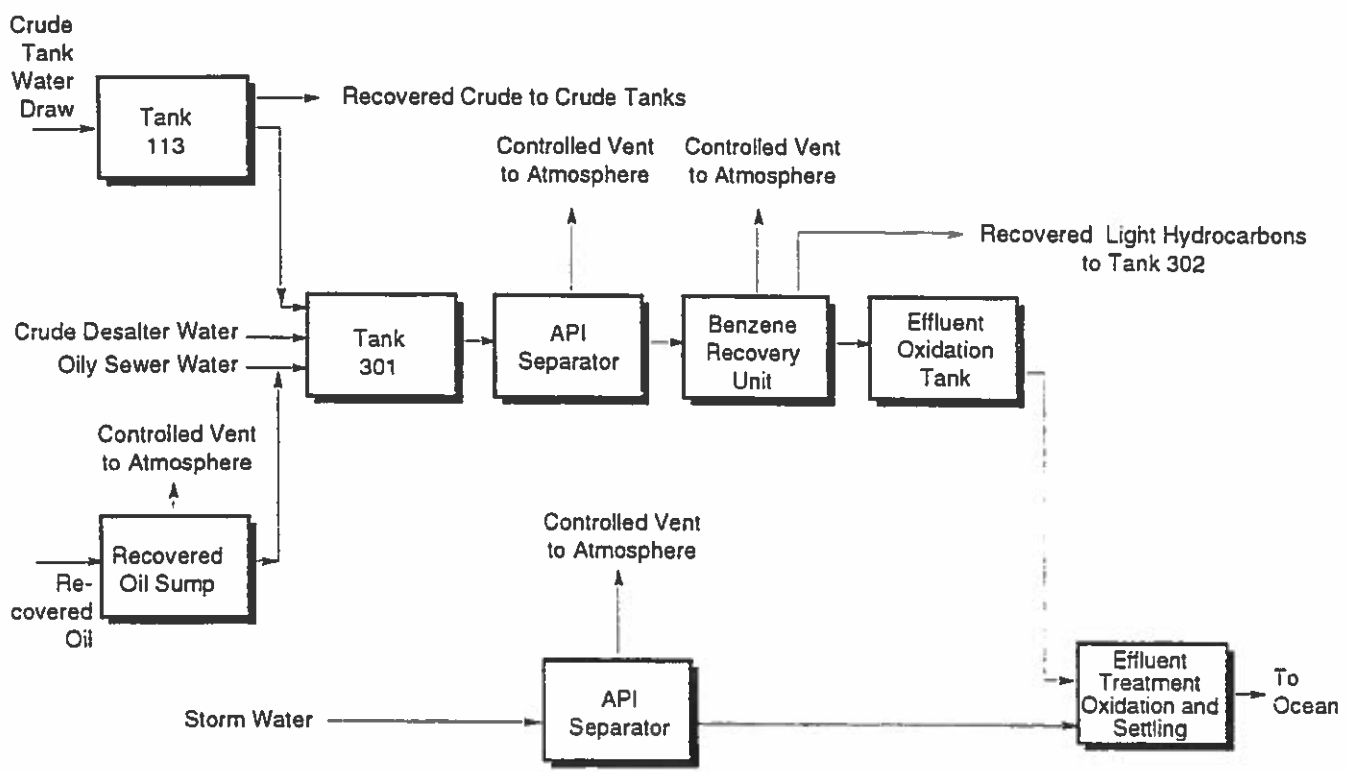 Crude
Tank
Water
Draw
Tank
113
Recovered Crude to Crude Tanks
Controlled Vent
to Atmosphere
Controlled Vent
to Atmosphere
Recovered Light Hydrocarbons
to Tank 302
Crude Desalter Water
Oily Sewer Water
Tank
301
API
Separator
Benzene
Recovery
Unit
Effluent
Oxidation
Tank
Controlled Vent
to Atmosphere
Re-
covered
Oil
Recovered
Oil Sump
Controlled Vent
to Atmosphere
Storm Water
API
Separator
Effluent
Treatment
Oxidation and
Settling
To
Ocean